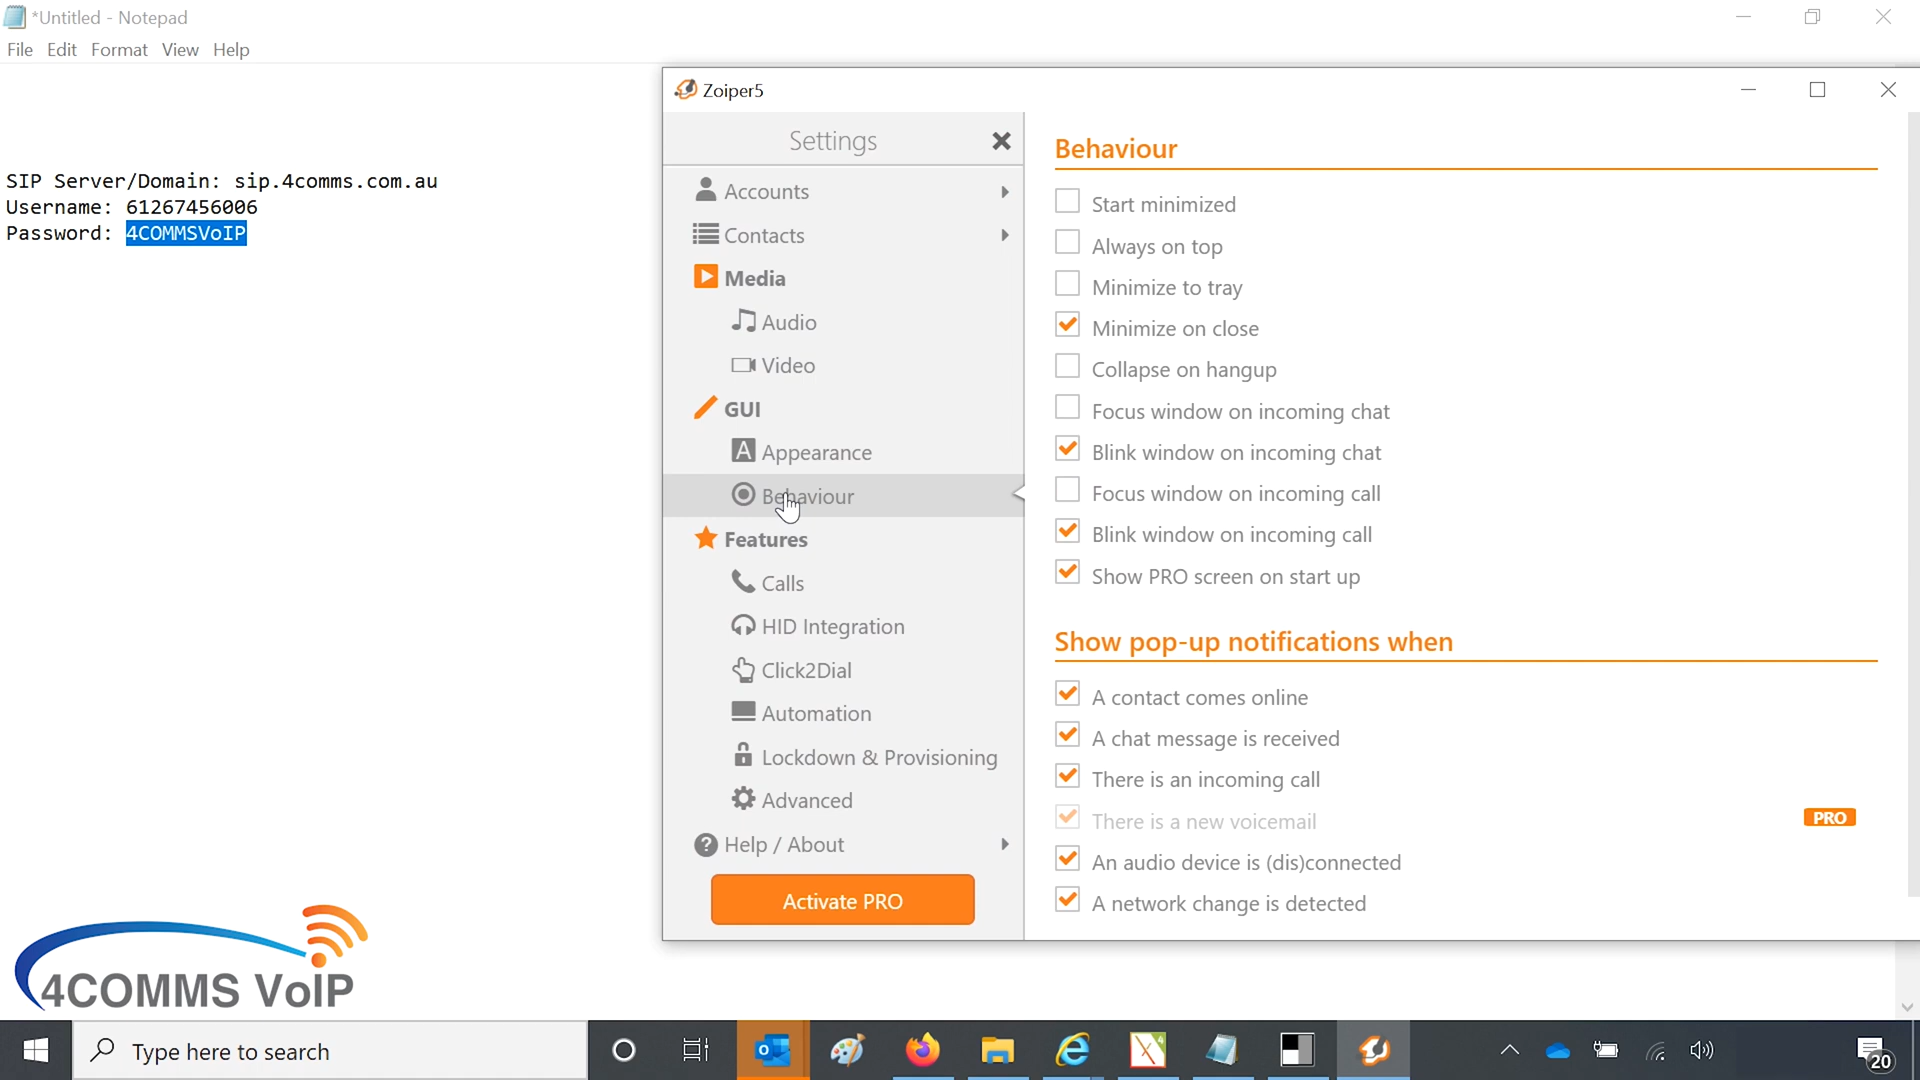 *Untitled - Notepad
File Edit Format View Help
SIP Server/Domain: sip.4comms.com.au
Username: 61267456006
Password: 4COMMSVoIP
4COMMS VoIP
Zoiper5
Settings
Accounts
Contacts
Media
Audio
Video
GUI
Appearance
Behaviour
Features
Calls
HID Integration
Click2Dial
Automation
Lockdown & Provisioning
Advanced
Help / About
Activate PRO
Behaviour
Start minimized
Always on top
Minimize to tray
Minimize on close
Collapse on hangup
Focus window on incoming chat
Blink window on incoming chat
Focus window on incoming call
Blink window on incoming call
Show PRO screen on start up
Show pop-up notifications when
A contact comes online
A chat message is received
There is an incoming call
There is a new voicemail PRO
An audio device is (dis)connected
A network change is detected
Type here to search
20